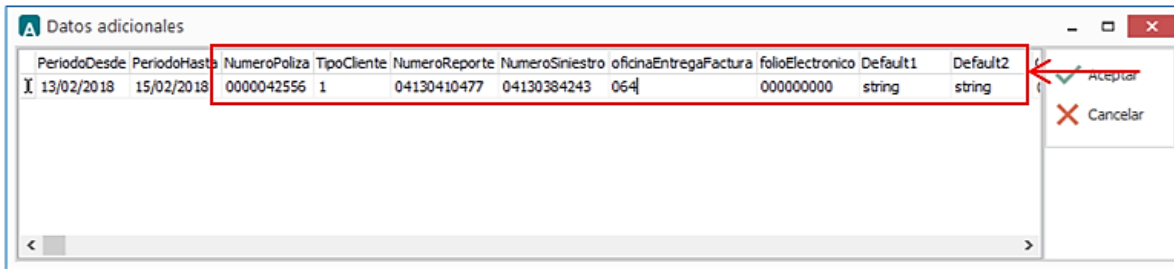 Datos adicionales
PeriodoDesde PeriodoHasta NumeroPoliza TipoCliente NumeroReporte NumeroSiniestro oficinaEntregaFactura folioElectronico Default1 Default2
13/02/2018 15/02/2018 0000042556 1 04130410477 04130384243 064 000000000 string string
Aceptar
Cancelar